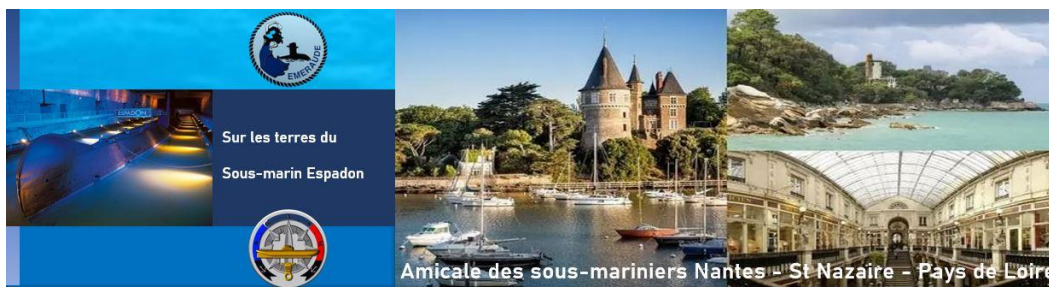 EMERAUDE
ESPADON
Sur les terres du
Sous-marin Espadon
Amicale des sous-mariniers Nantes - St Nazaire - Pays de Loire